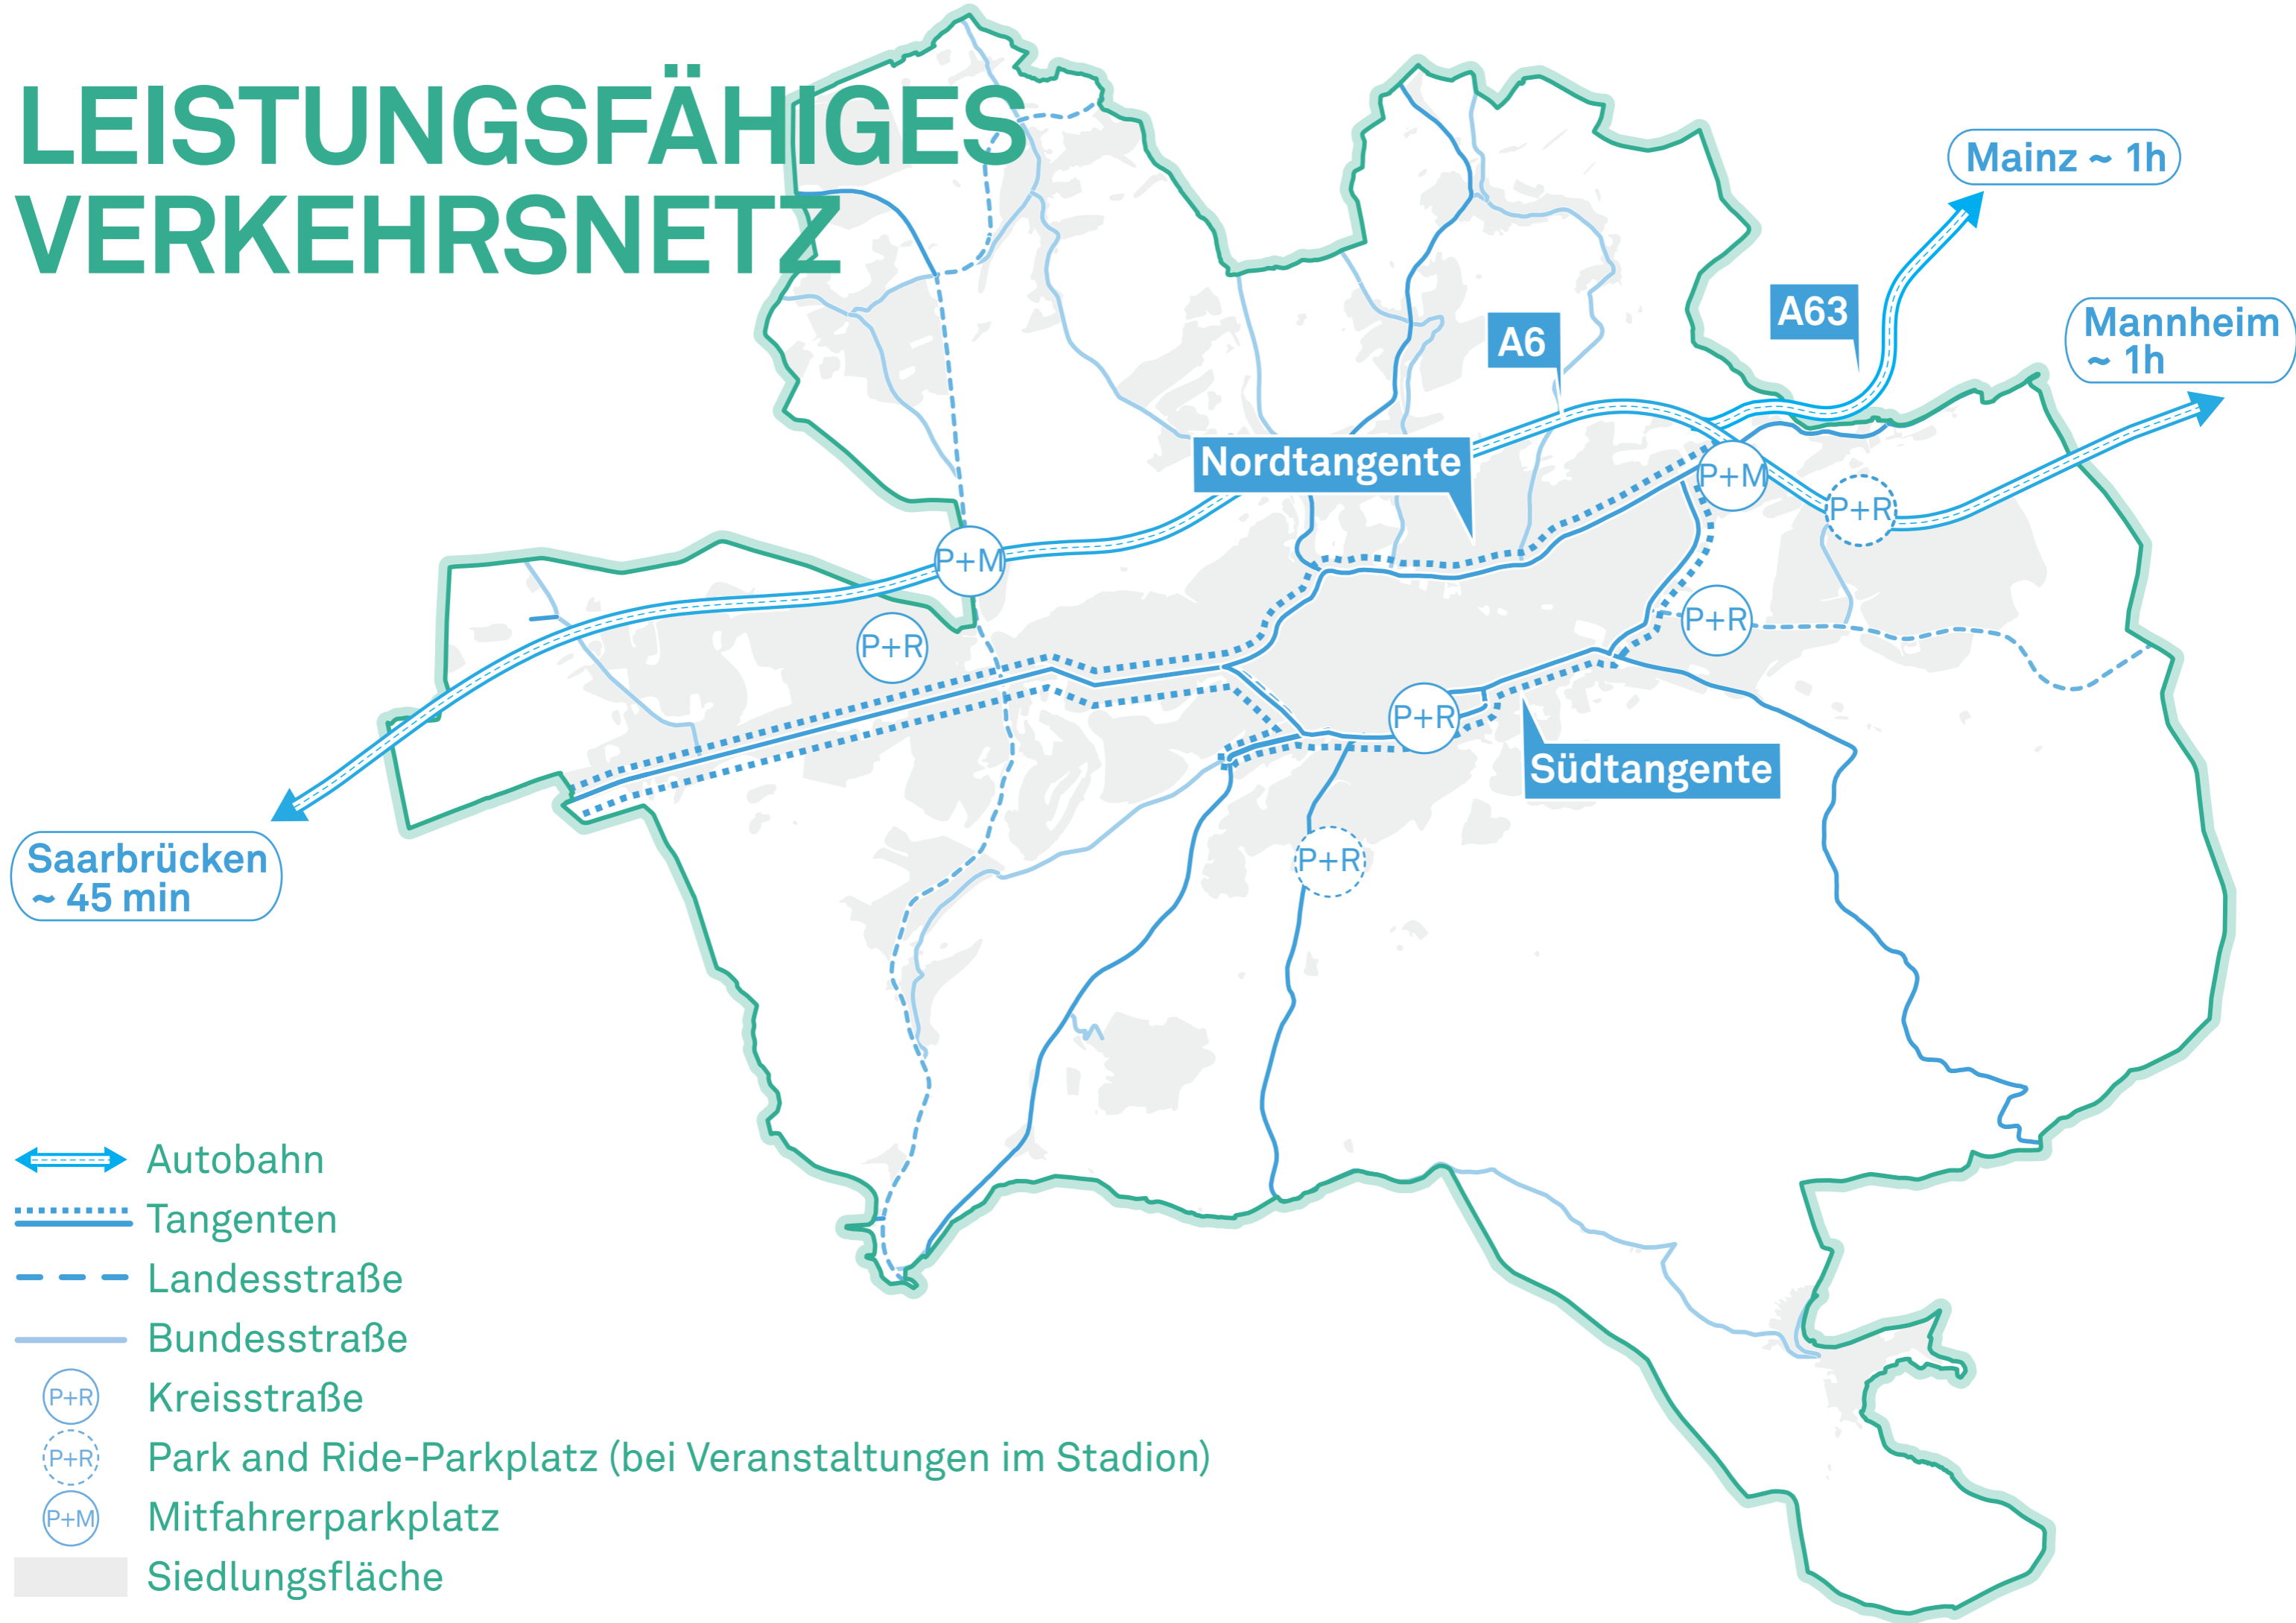 LEISTUNGSFÄHIGES
VERKEHRSNETZ
Mainz ~ 1h
A63
Mannheim
~ 1h
A6
Nordtangente
P+M
P+R
P+M
P+R
P+R
P+R
Südtangente
P+R
Saarbrücken
~ 45 min
Autobahn
Tangenten
Landesstraße
Bundesstraße
P+R Kreisstraße
P+R Park and Ride-Parkplatz (bei Veranstaltungen im Stadion)
P+M Mitfahrerparkplatz
Siedlungsfläche